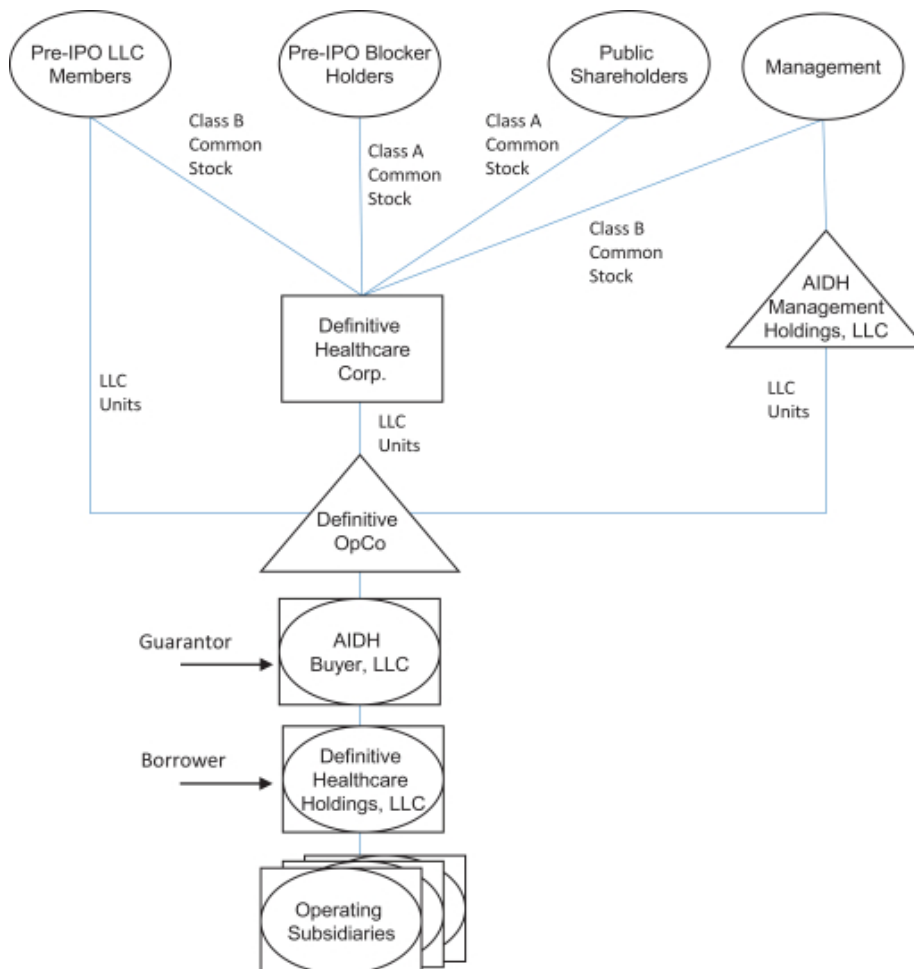 Pre-IPO LLC
Members
Pre-IPO Blocker
Holders
Public
Shareholders
Management
Class B
Common
Stock
Class A
Common
Stock
Class A
Common
Stock
Class B
Common
Stock
AIDH
Management
Holdings, LLC
Definitive
Healthcare
Corp.
LLC
Units
LLC
Units
LLC
Units
Definitive
OpCo
Guarantor
AIDH
Buyer, LLC
Borrower
Definitive
Healthcare
Holdings, LLC
Operating
Subsidiaries